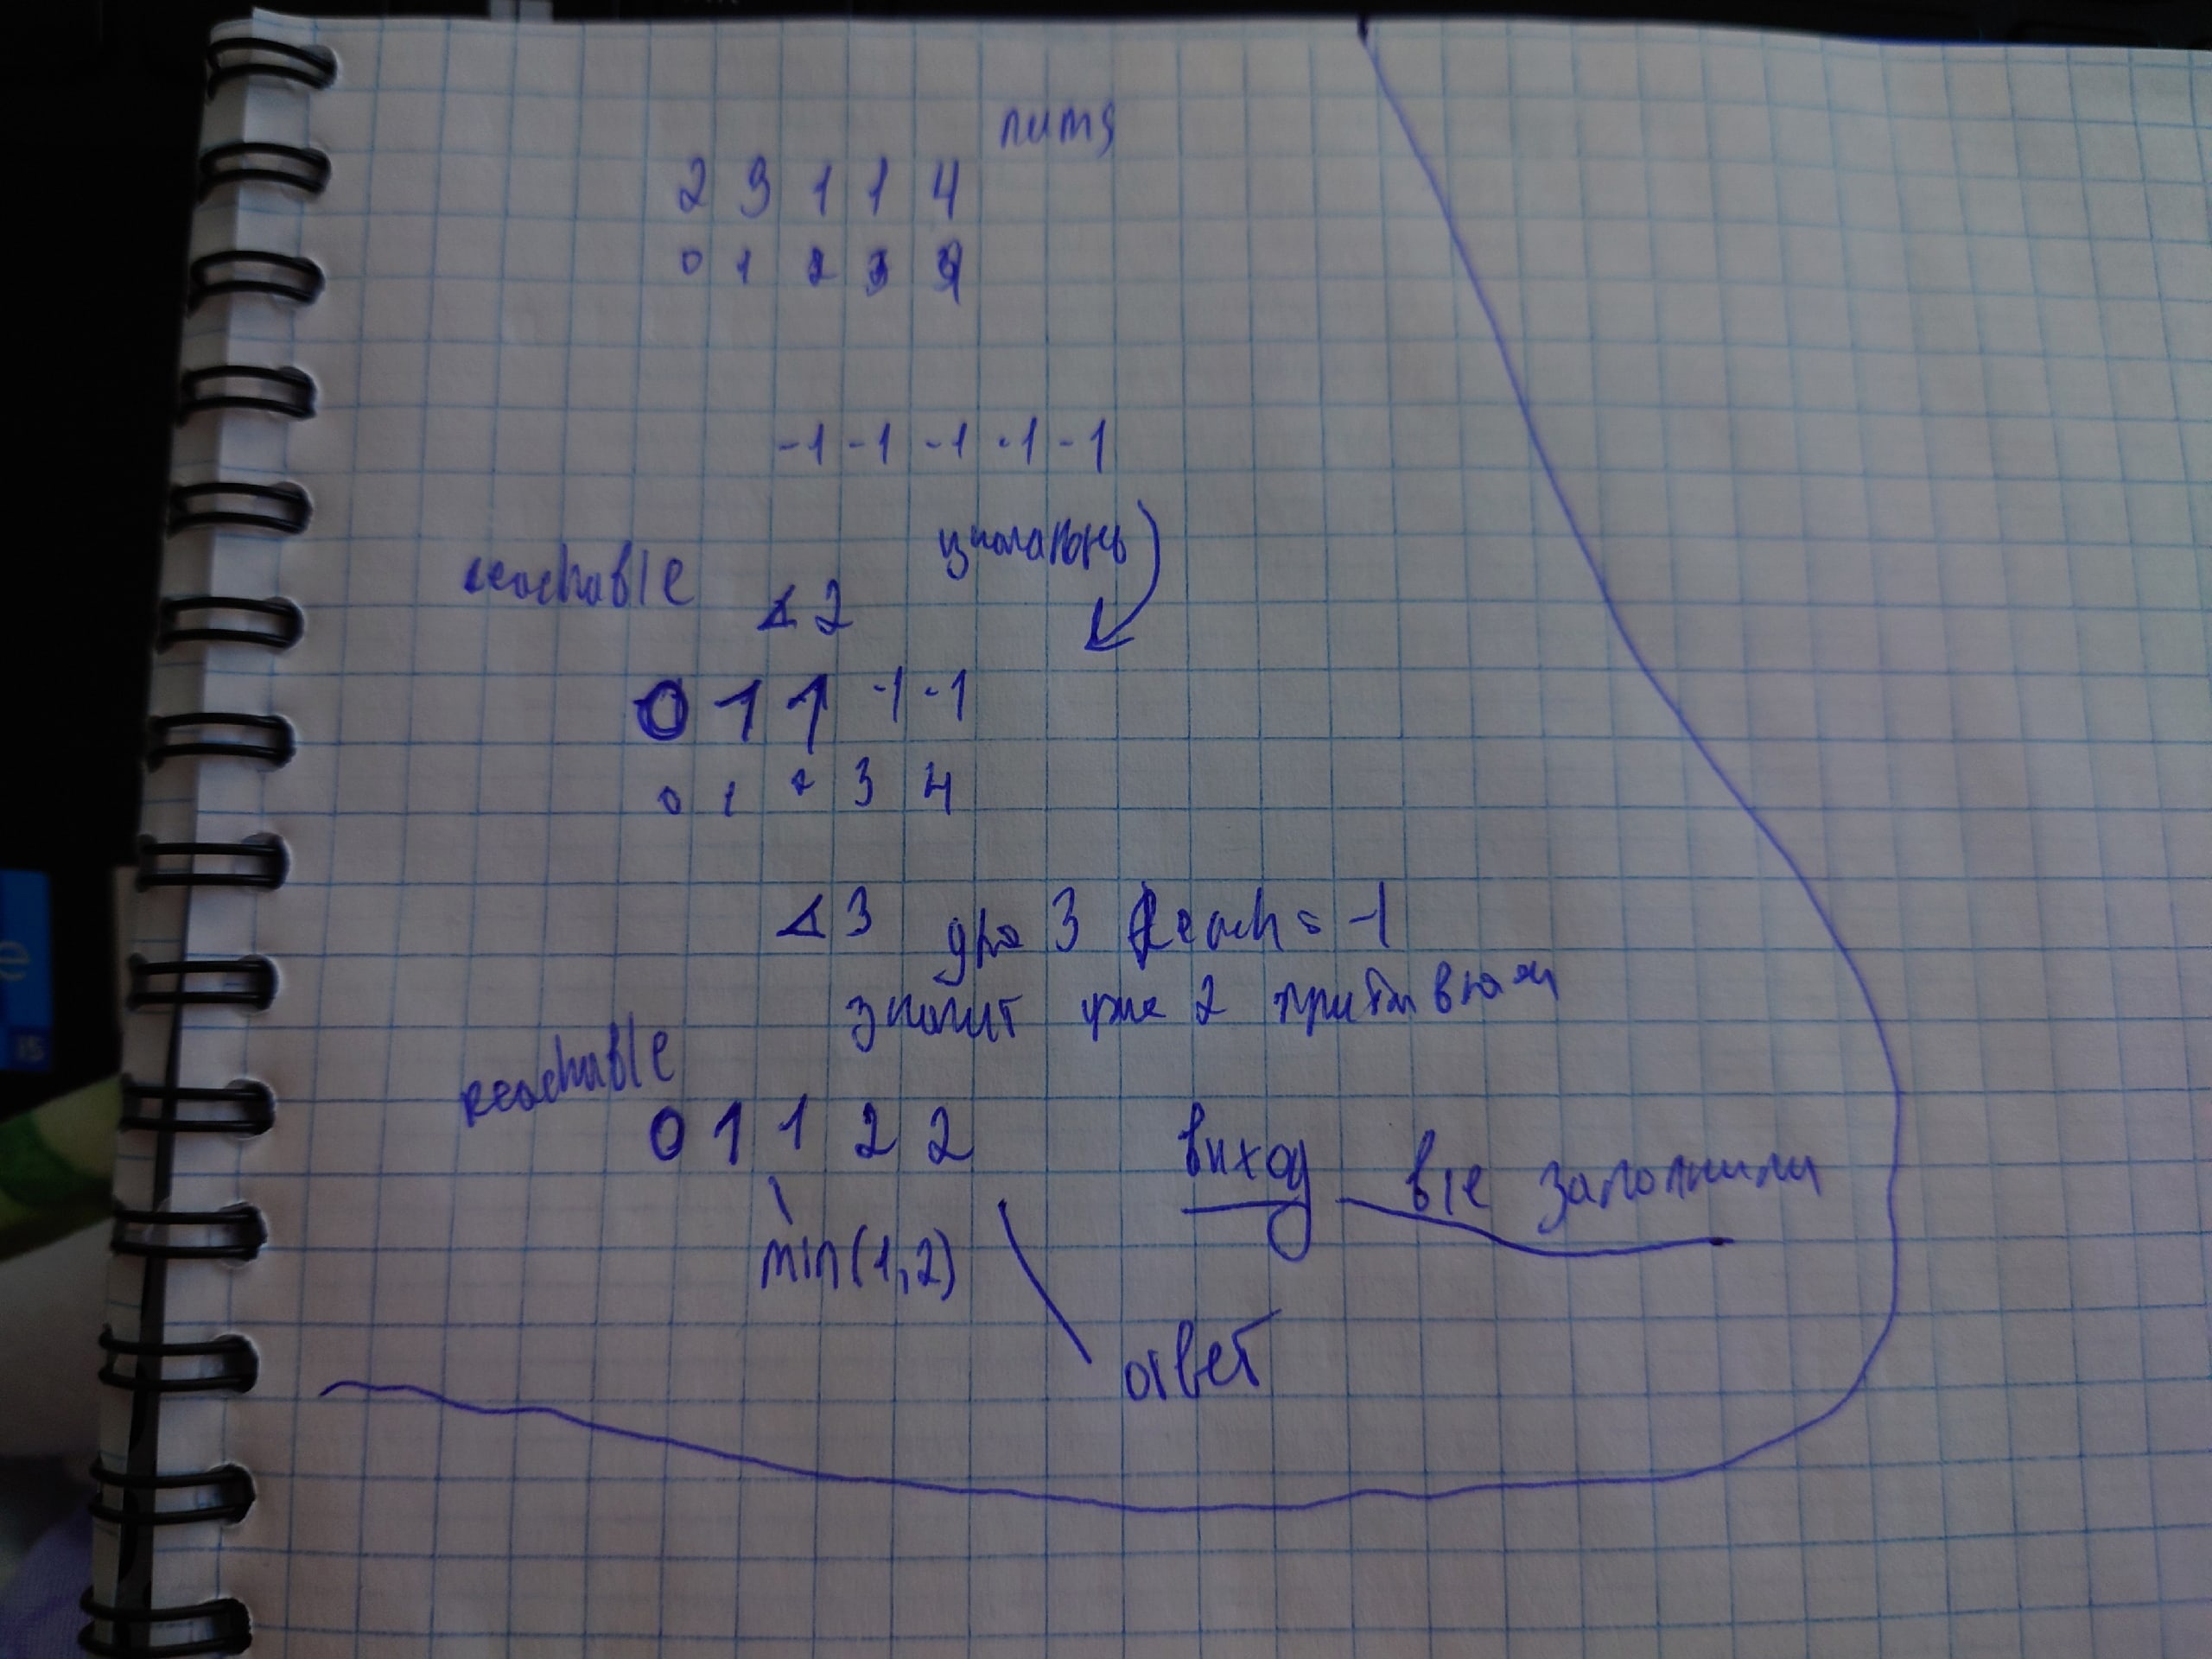 nums
2 3 1 1 4
0 1 2 3 4
-1 -1 -1 -1 -1
изначально
reachable
∠ 2
0 1 1 -1 -1
0 1 2 3 4
∠ 3 для 3 Reach = -1
значит уже 2 прибавляем
reachable
0 1 1 2 2
выход все заполнили
min(1,2)
ответ